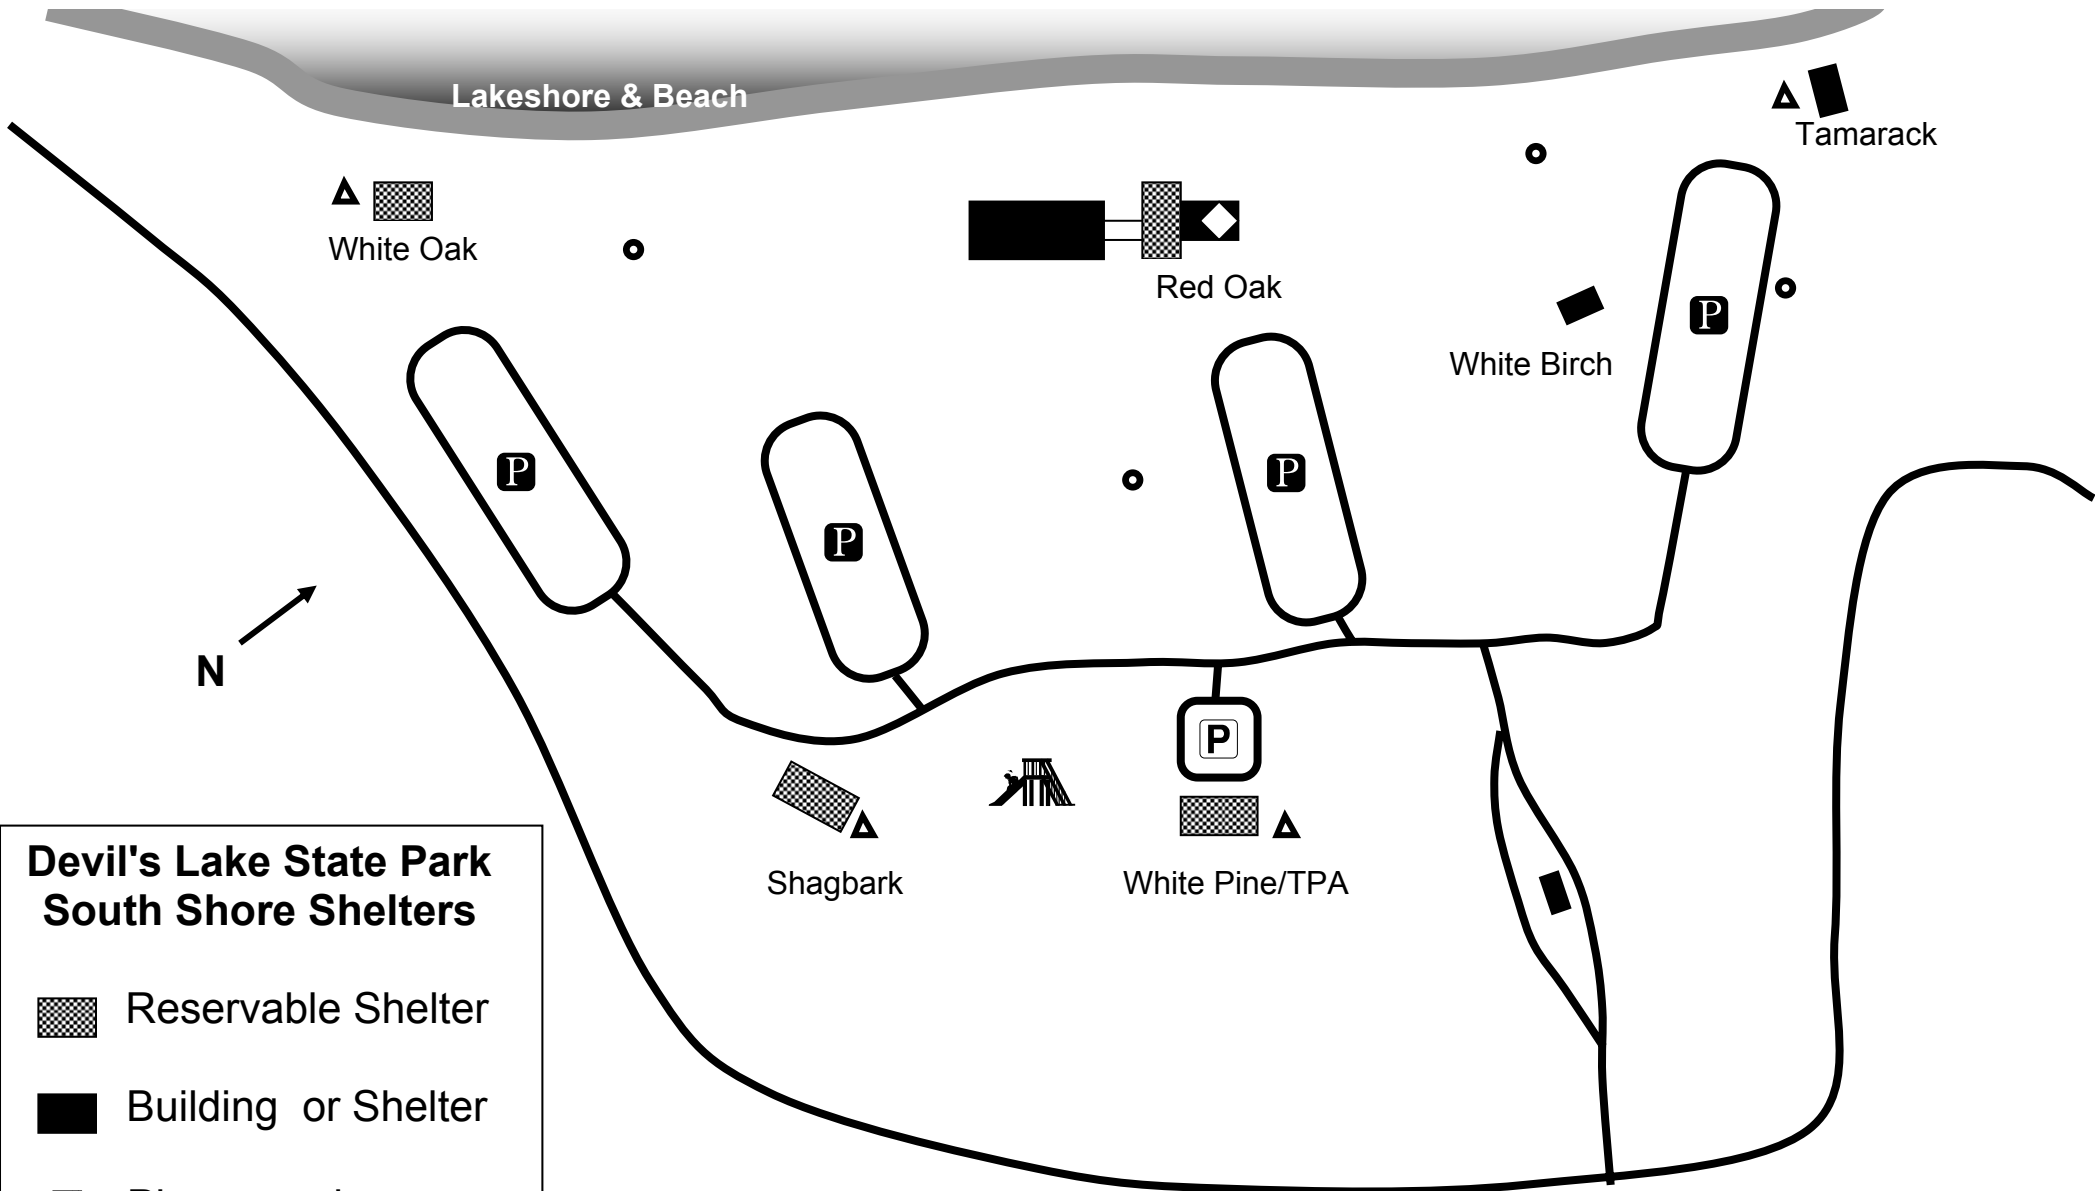 Lakeshore & Beach
Tamarack
White Oak
Red Oak
White Birch
P
P
P
P
N
P
Shagbark
White Pine/TPA
Devil's Lake State Park
South Shore Shelters
Reservable Shelter
Building or Shelter